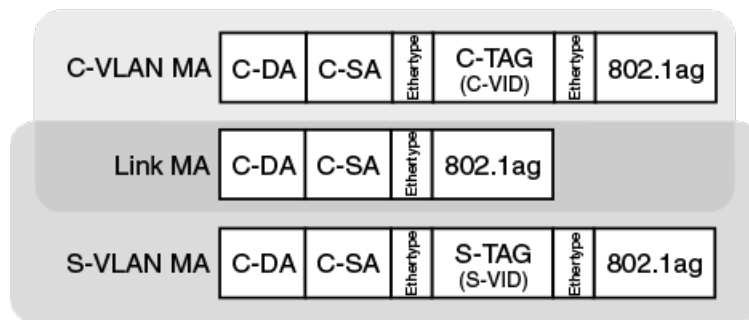 C-VLAN MA C-DA C-SA Ethertype C-TAG (C-VID) Ethertype 802.1ag
Link MA C-DA C-SA Ethertype 802.1ag
S-VLAN MA C-DA C-SA Ethertype S-TAG (S-VID) Ethertype 802.1ag